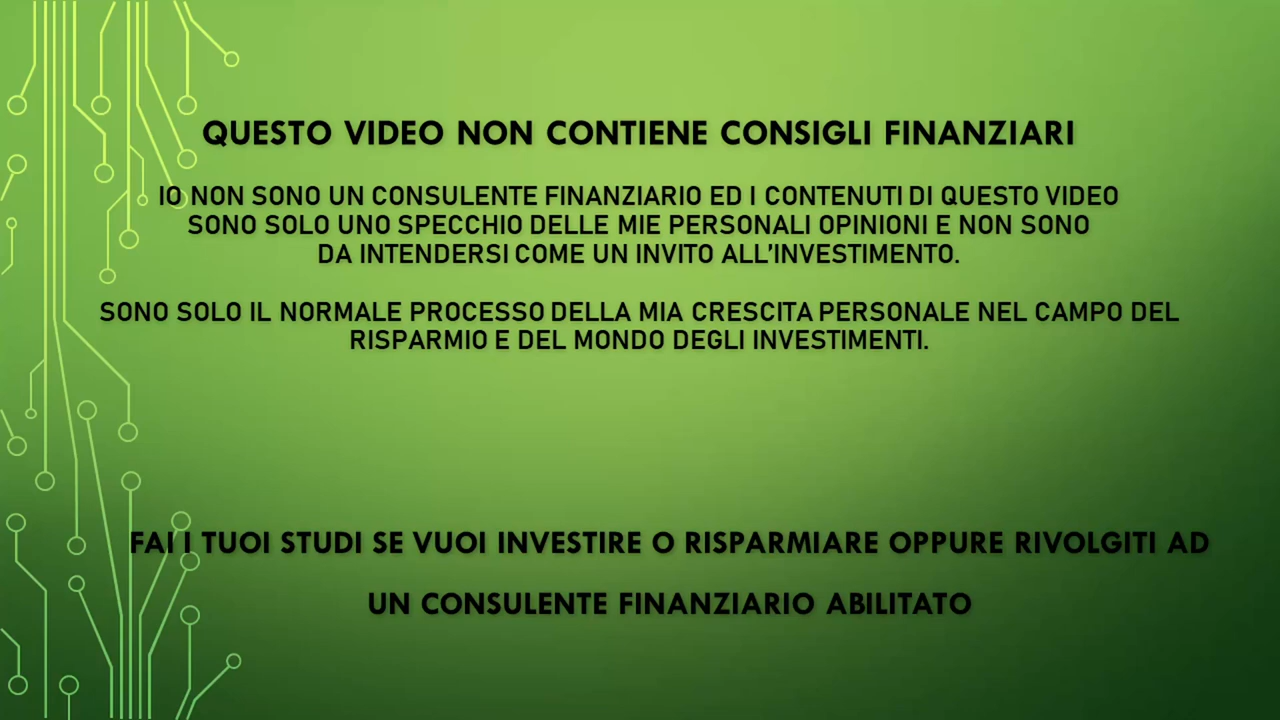 QUESTO VIDEO NON CONTIENE CONSIGLI FINANZIARI
IO NON SONO UN CONSULENTE FINANZIARIO ED I CONTENUTI DI QUESTO VIDEO
SONO SOLO UNO SPECCHIO DELLE MIE PERSONALI OPINIONI E NON SONO
DA INTENDERSI COME UN INVITO ALL'INVESTIMENTO.
SONO SOLO IL NORMALE PROCESSO DELLA MIA CRESCITA PERSONALE NEL CAMPO DEL
RISPARMIO E DEL MONDO DEGLI INVESTIMENTI.
FAI I TUOI STUDI SE VUOI INVESTIRE O RISPARMIARE OPPURE RIVOLGITI AD
UN CONSULENTE FINANZIARIO ABILITATO